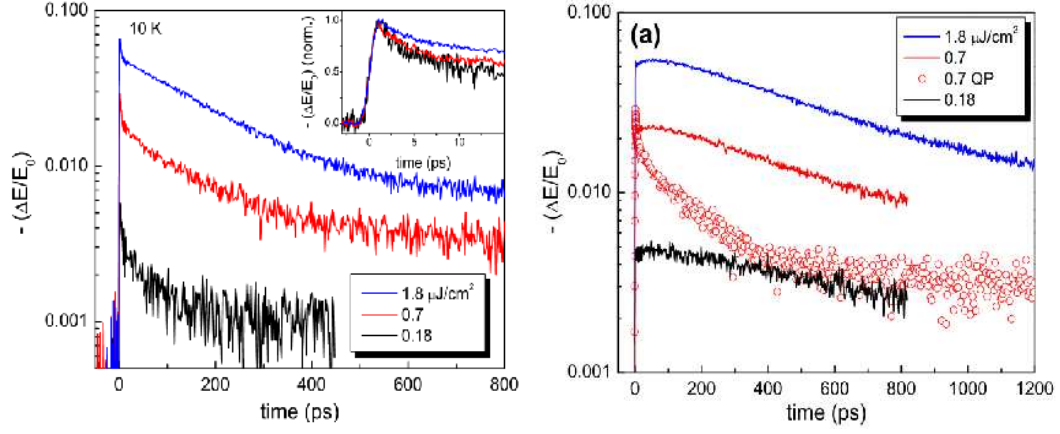 0.100
0.010
0.001
- (ΔE/E₀)
10 K
- (ΔE/E₀) (norm.)
1.0
0.5
0.0
0
5
10
time (ps)
1.8 μJ/cm²
0.7
0.18
0
200
400
600
800
time (ps)
0.100
0.010
0.001
- (ΔE/E₀)
(a)
1.8 μJ/cm²
0.7
0.7 QP
0.18
0
200
400
600
800
1000
1200
time (ps)